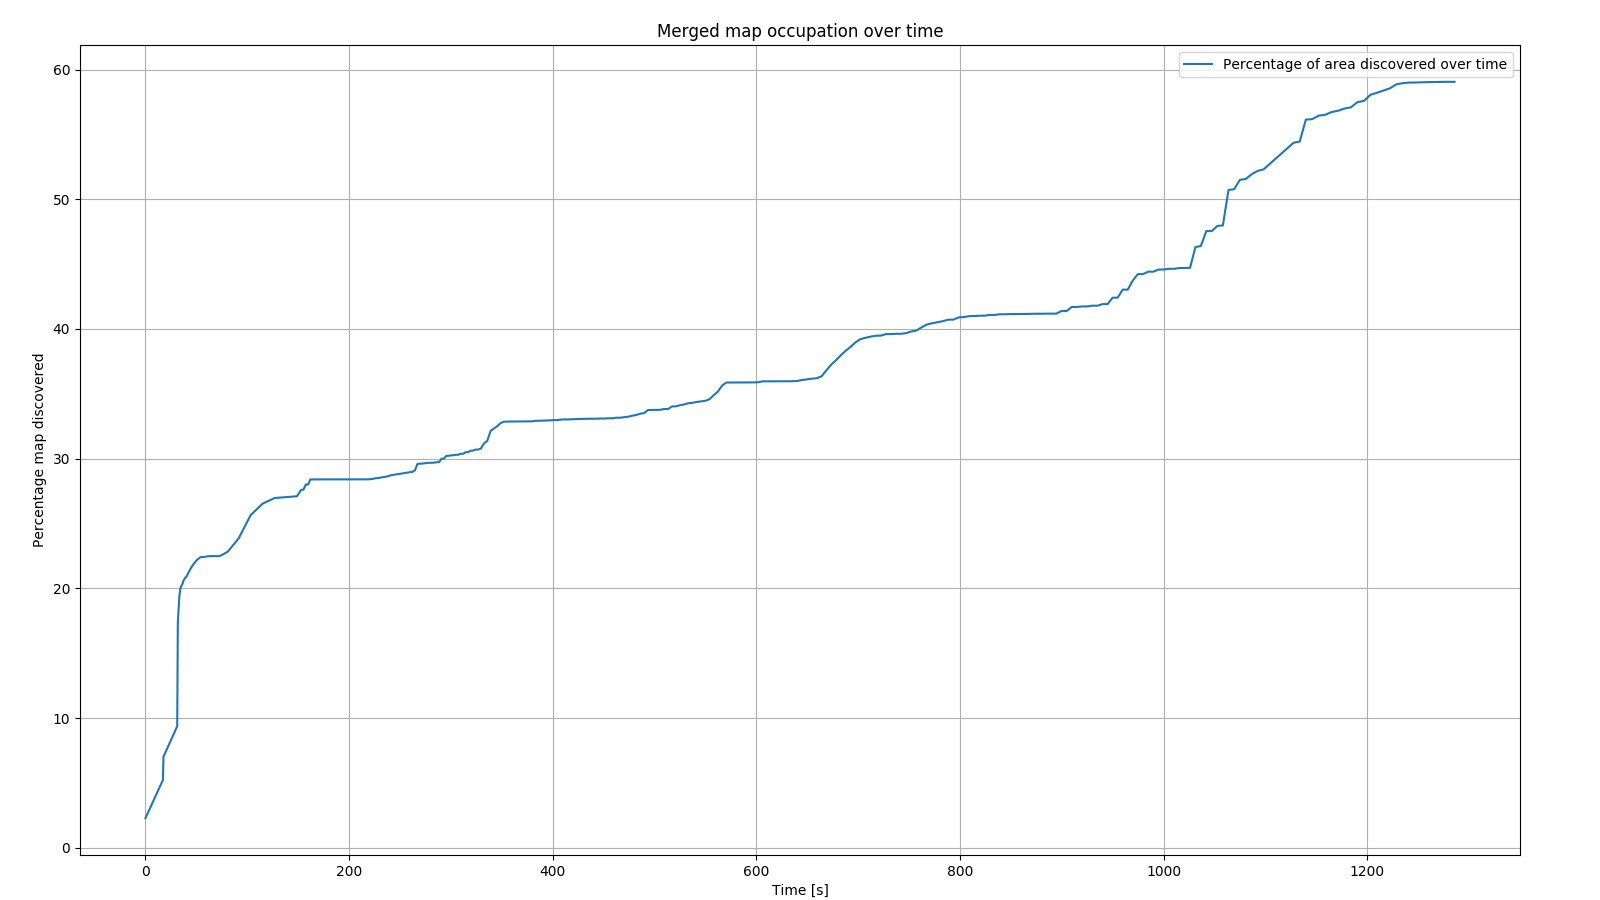 Merged map occupation over time
Percentage of area discovered over time
Percentage map discovered
60
50
40
30
20
10
0
0 200 400 600 800 1000 1200
Time [s]